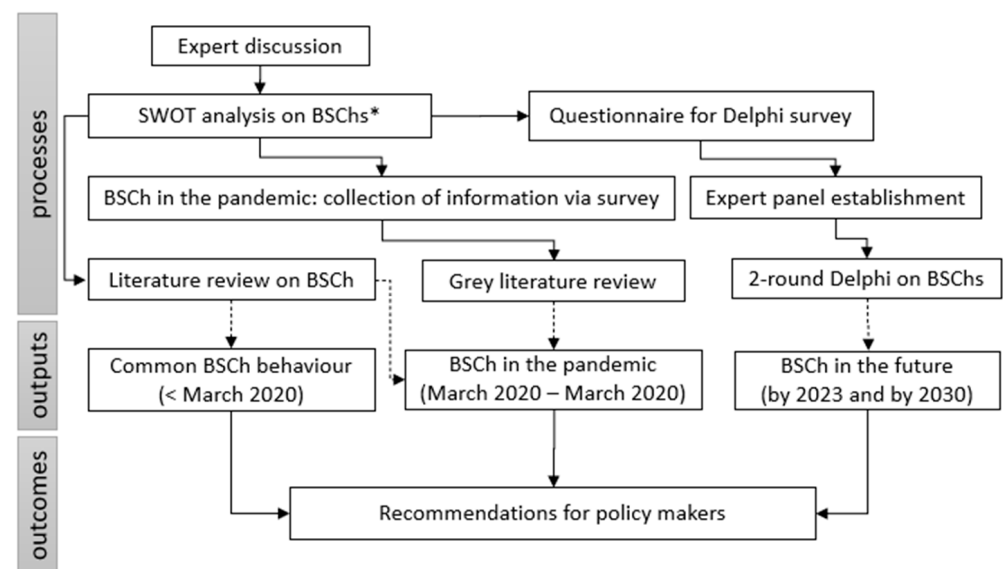 processes
Expert discussion
SWOT analysis on BSChs*
Questionnaire for Delphi survey
BSCh in the pandemic: collection of information via survey
Expert panel establishment
Literature review on BSCh
Grey literature review
2-round Delphi on BSChs
outputs
Common BSCh behaviour
(< March 2020)
BSCh in the pandemic
(March 2020 – March 2020)
BSCh in the future
(by 2023 and by 2030)
outcomes
Recommendations for policy makers